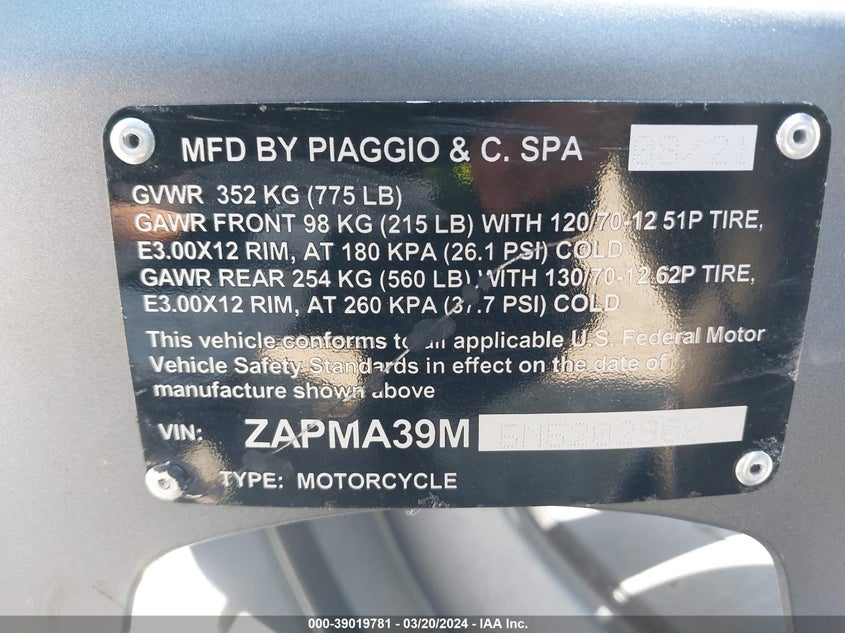 MFD BY PIAGGIO & C. SPA
GVWR 352 KG (775 LB)
GAWR FRONT 98 KG (215 LB) WITH 120/70-12 51P TIRE,
E3.00X12 RIM, AT 180 KPA (26.1 PSI) COLD
GAWR REAR 254 KG (560 LB) WITH 130/70-12 62P TIRE,
E3.00X12 RIM, AT 260 KPA (37.7 PSI) COLD
This vehicle conforms to all applicable U.S. Federal Motor
Vehicle Safety Standards in effect on the date of
manufacture shown above
VIN: ZAPMA39M
TYPE: MOTORCYCLE
000-39019781 / 03/20/2024 / IAA Inc.